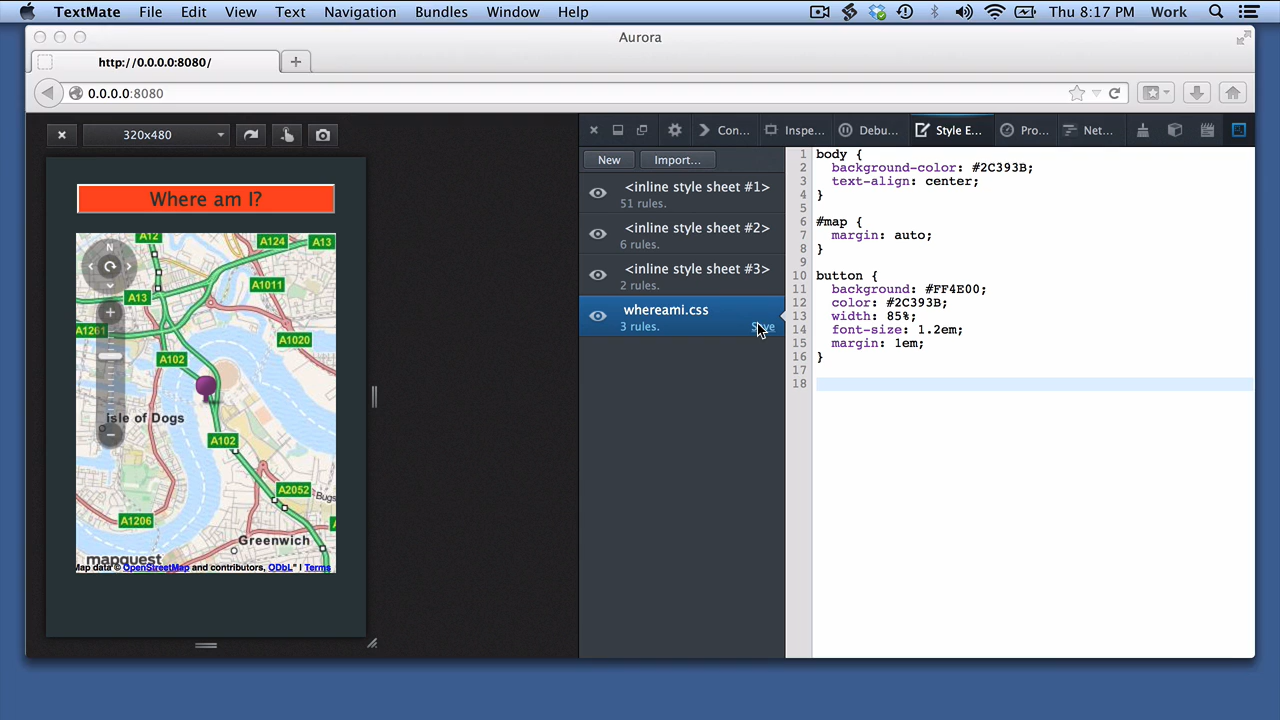 TextMate File Edit View Text Navigation Bundles Window Help Thu 8:17 PM Work
Aurora
http://0.0.0.0:8080/
0.0.0.0:8080
320x480
Con... Inspe... Debu... Style E... Pro... Net...
New Import...
<inline style sheet #1>
51 rules.
<inline style sheet #2>
6 rules.
<inline style sheet #3>
2 rules.
whereami.css
3 rules. Save
1 body {
2 background-color: #2C393B;
3 text-align: center;
4 }
5
6 #map {
7 margin: auto;
8 }
9
10 button {
11 background: #FF4E00;
12 color: #2C393B;
13 width: 85%;
14 font-size: 1.2em;
15 margin: 1em;
16 }
17
18
Where am I?
A12
A124
A13
N
A1011
A13
A1261
A1020
A102
Isle of Dogs
A102
A2052
Bugs
A1206
Greenwich
mapquest
Map data © OpenStreetMap and contributors, ODbL" | Terms